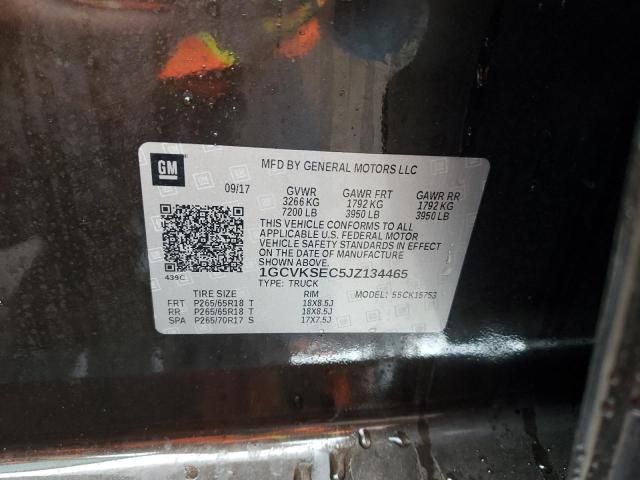 GM
MFD BY GENERAL MOTORS LLC
09/17 GVWR GAWR FRT GAWR RR
3266 KG 1792 KG 1792 KG
7200 LB 3950 LB 3950 LB
THIS VEHICLE CONFORMS TO ALL
APPLICABLE U.S. FEDERAL MOTOR
VEHICLE SAFETY STANDARDS IN EFFECT
ON THE DATE OF MANUFACTURE
SHOWN ABOVE.
439C
1GCVKSEC5JZ134465
TYPE: TRUCK
TIRE SIZE RIM MODEL: 5SCK15753
FRT P265/65R18 T 18X8.5J
RR P265/65R18 T 18X8.5J
SPA P265/70R17 S 17X7.5J